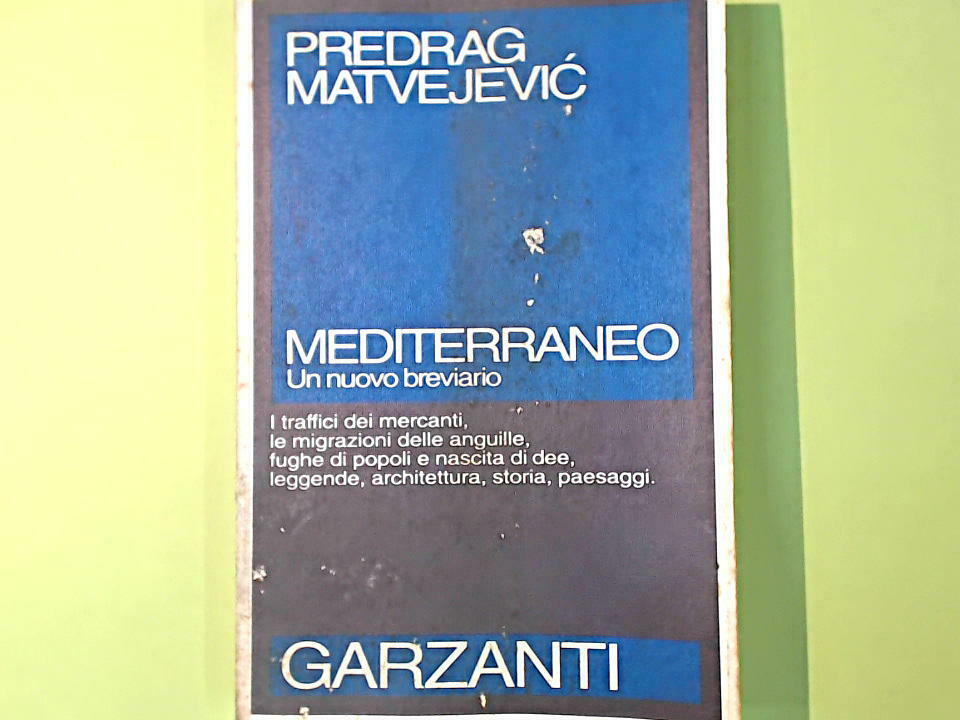 PREDRAG
MATVEJEVIĆ
MEDITERRANEO
Un nuovo breviario
I traffici dei mercanti,
le migrazioni delle anguille,
fughe di popoli e nascita di dee,
leggende, architettura, storia, paesaggi.
GARZANTI